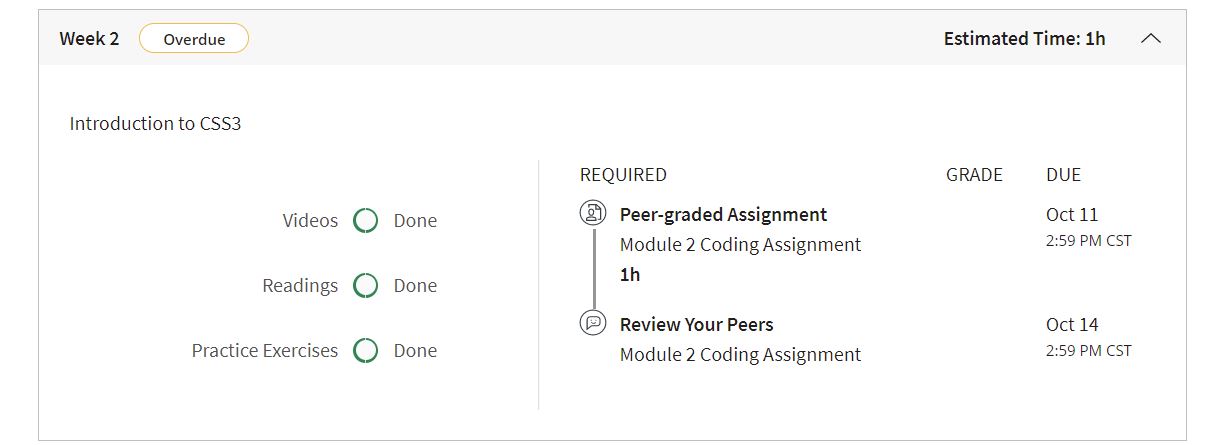 Week 2 Overdue Estimated Time: 1h
Introduction to CSS3
Videos Done
Readings Done
Practice Exercises Done
REQUIRED GRADE DUE
Peer-graded Assignment Oct 11
Module 2 Coding Assignment 2:59 PM CST
1h
Review Your Peers Oct 14
Module 2 Coding Assignment 2:59 PM CST